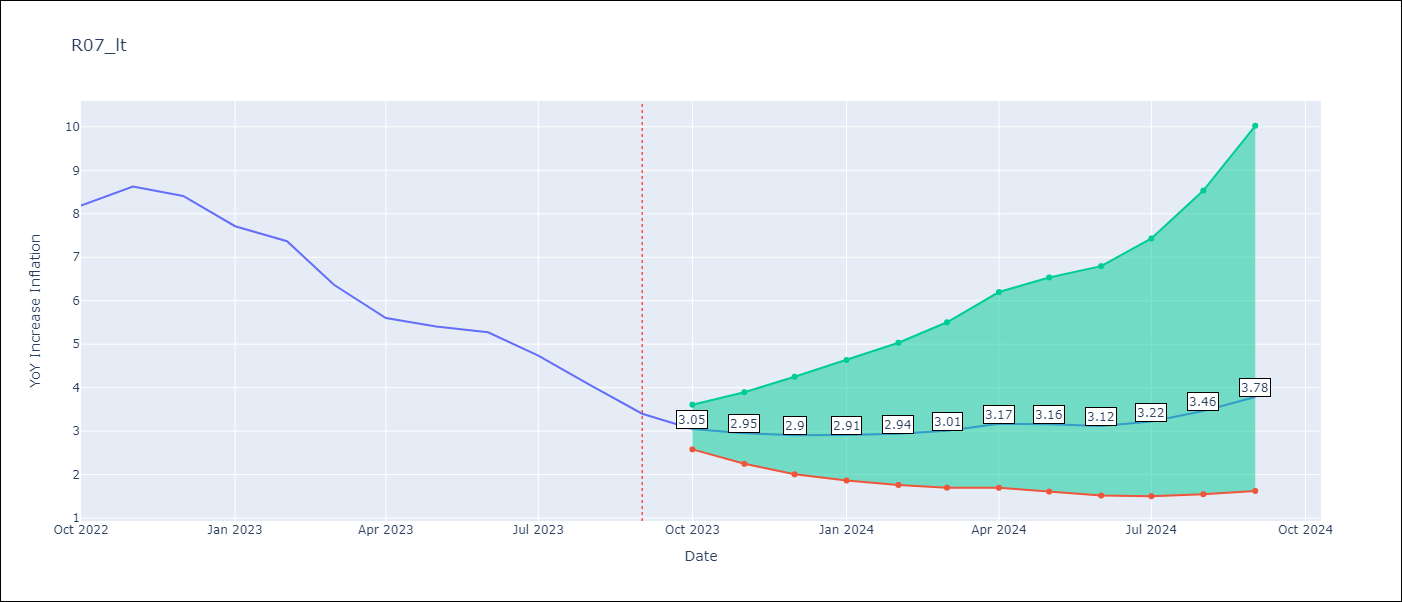 R07_lt
YoY Increase Inflation
10
9
8
7
6
5
4
3
2
1
3.05
2.95
2.9
2.91
2.94
3.01
3.17
3.16
3.12
3.22
3.46
3.78
Oct 2022
Jan 2023
Apr 2023
Jul 2023
Oct 2023
Jan 2024
Apr 2024
Jul 2024
Oct 2024
Date